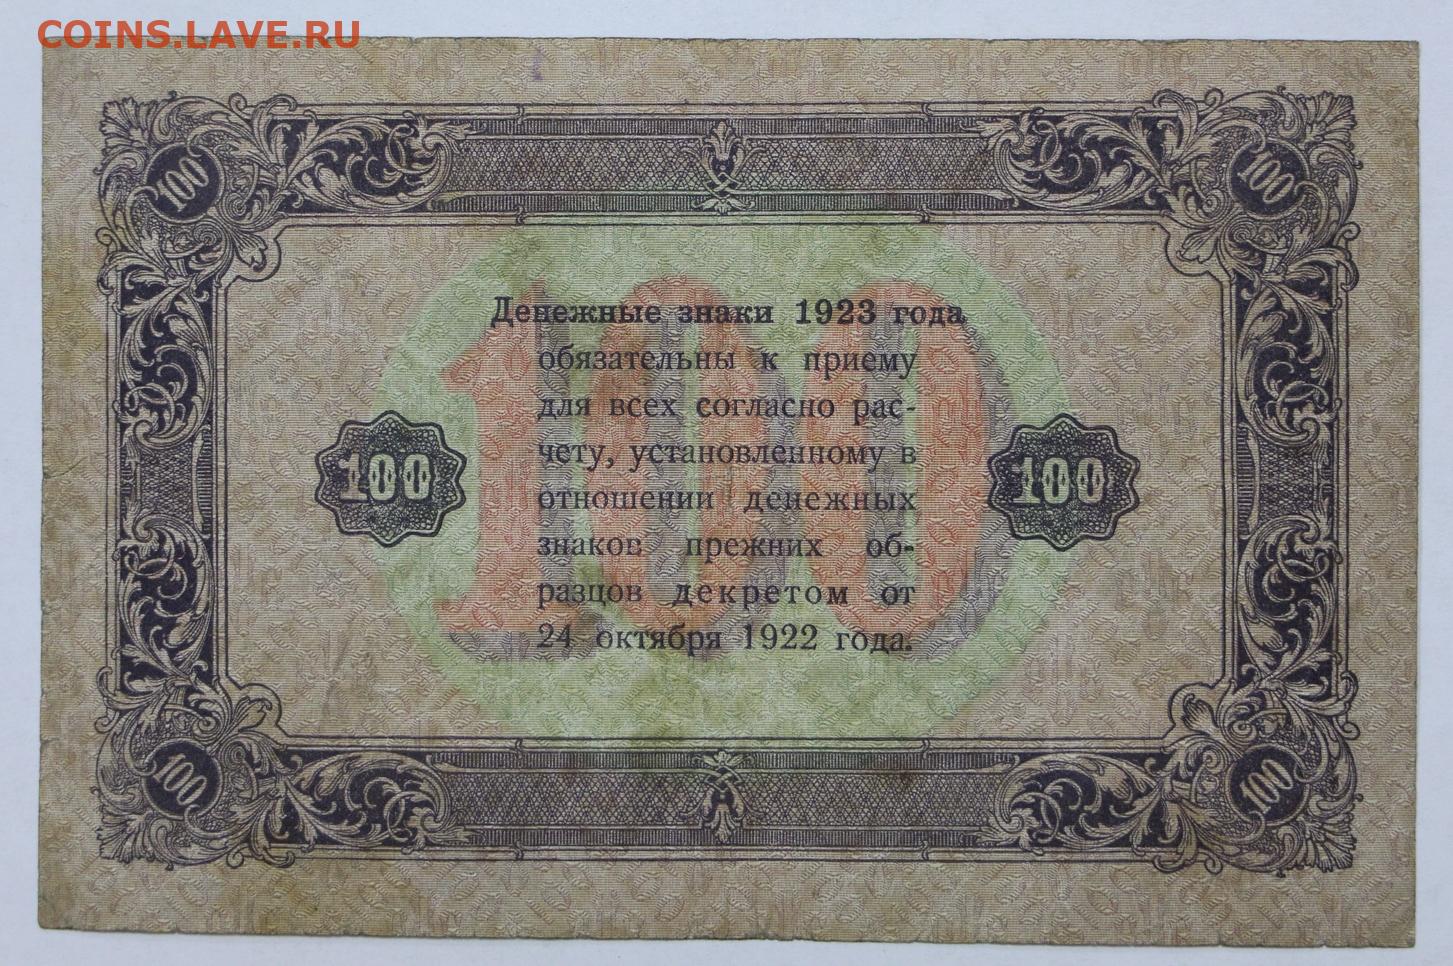 COINS.LAVE.RU
100
100
Денежные знаки 1923 года
обязательны к приему
для всех согласно рас-
чету, установленному в
отношении денежных
знаков прежних об-
разцов декретом от
24 октября 1922 года.
100
100
100
100
100